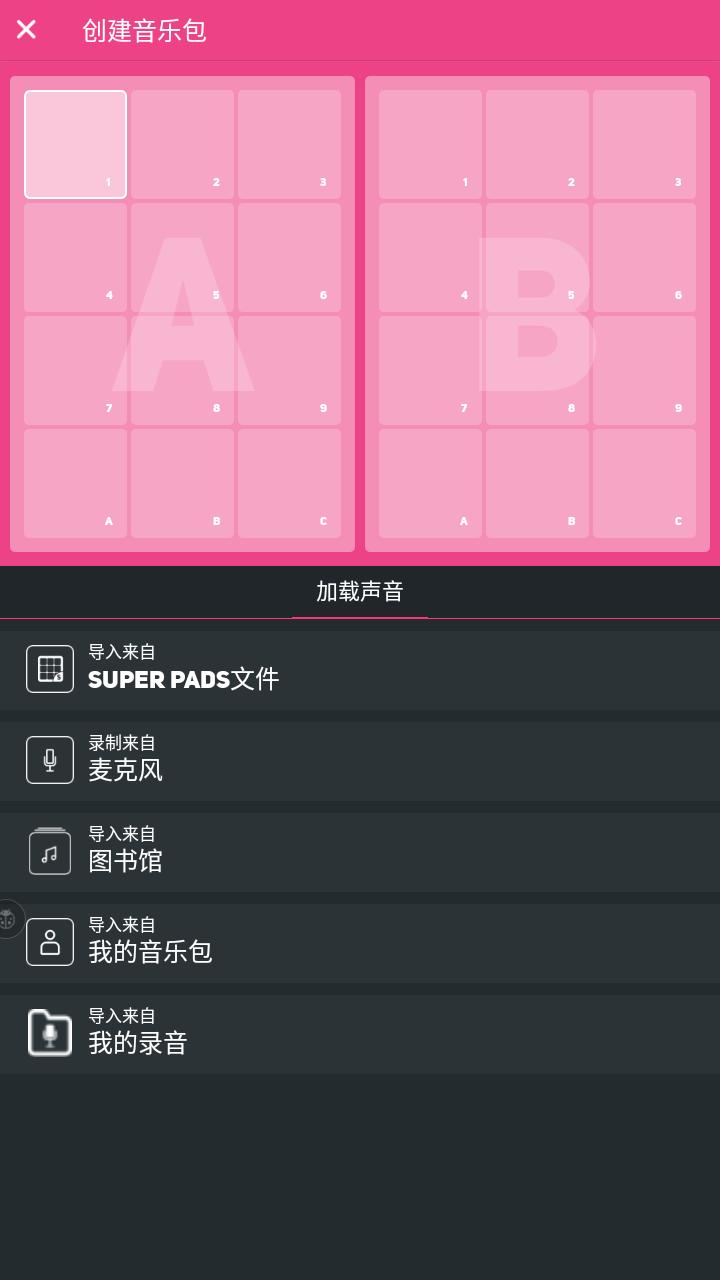 创建音乐包
1 2 3
1 2 3
4 5 6
4 5 6
A
B
7 8 9
7 8 9
A B C
A B C
加载声音
导入来自
SUPER PADS文件
录制来自
麦克风
导入来自
图书馆
导入来自
我的音乐包
导入来自
我的录音